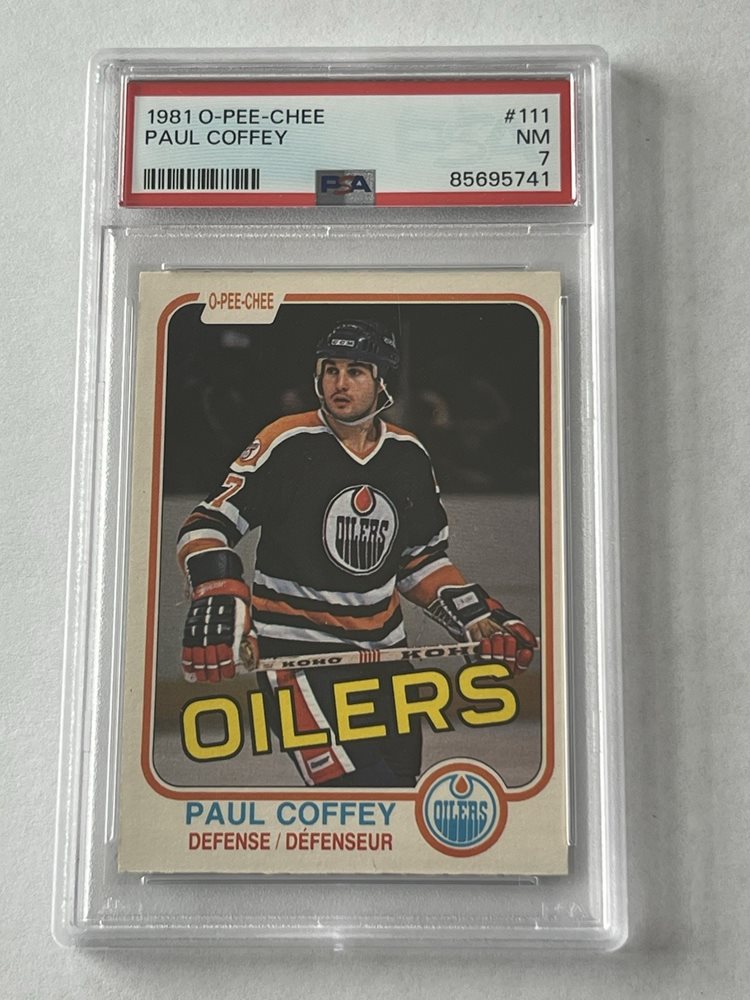 1981 O-PEE-CHEE #111
PAUL COFFEY NM
7
PSA 85695741
O-PEE-CHEE
CCM
7
OILERS
KOHO KOHO
OILERS
PAUL COFFEY
OILERS
DEFENSE / DÉFENSEUR